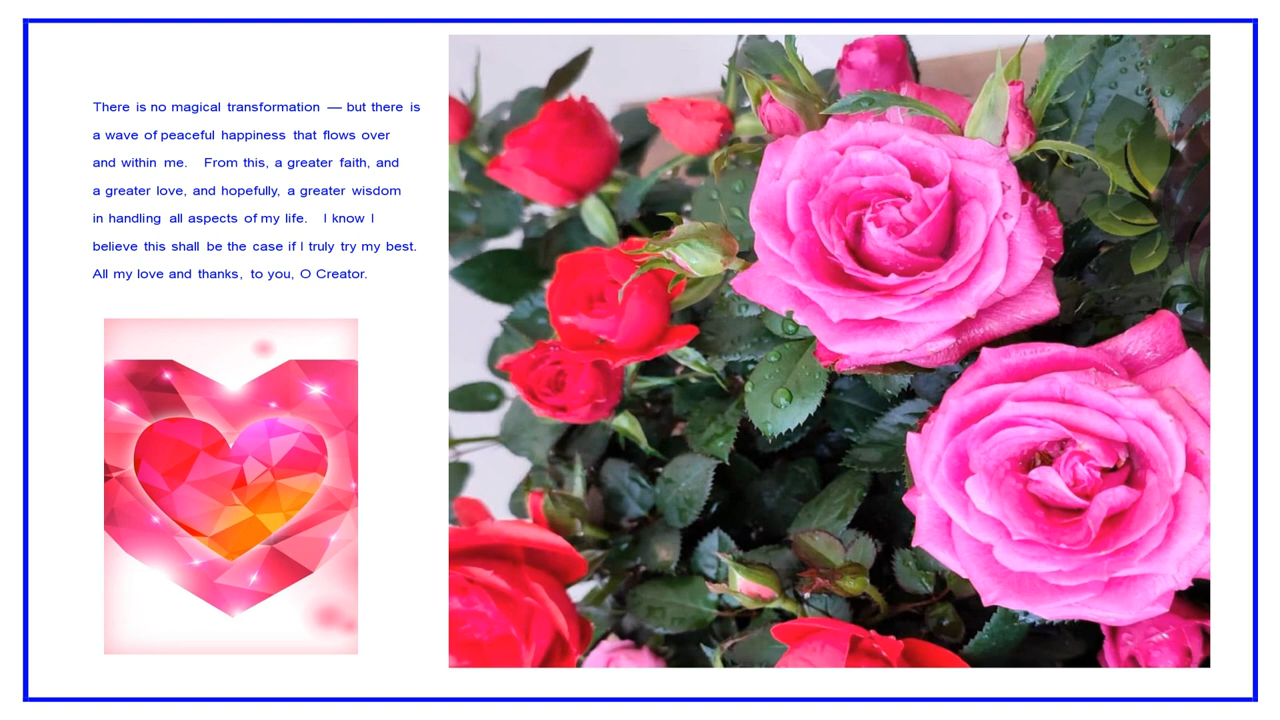 There is no magical transformation — but there is
a wave of peaceful happiness that flows over
and within me. From this, a greater faith, and
a greater love, and hopefully, a greater wisdom
in handling all aspects of my life. I know I
believe this shall be the case if I truly try my best.
All my love and thanks, to you, O Creator.